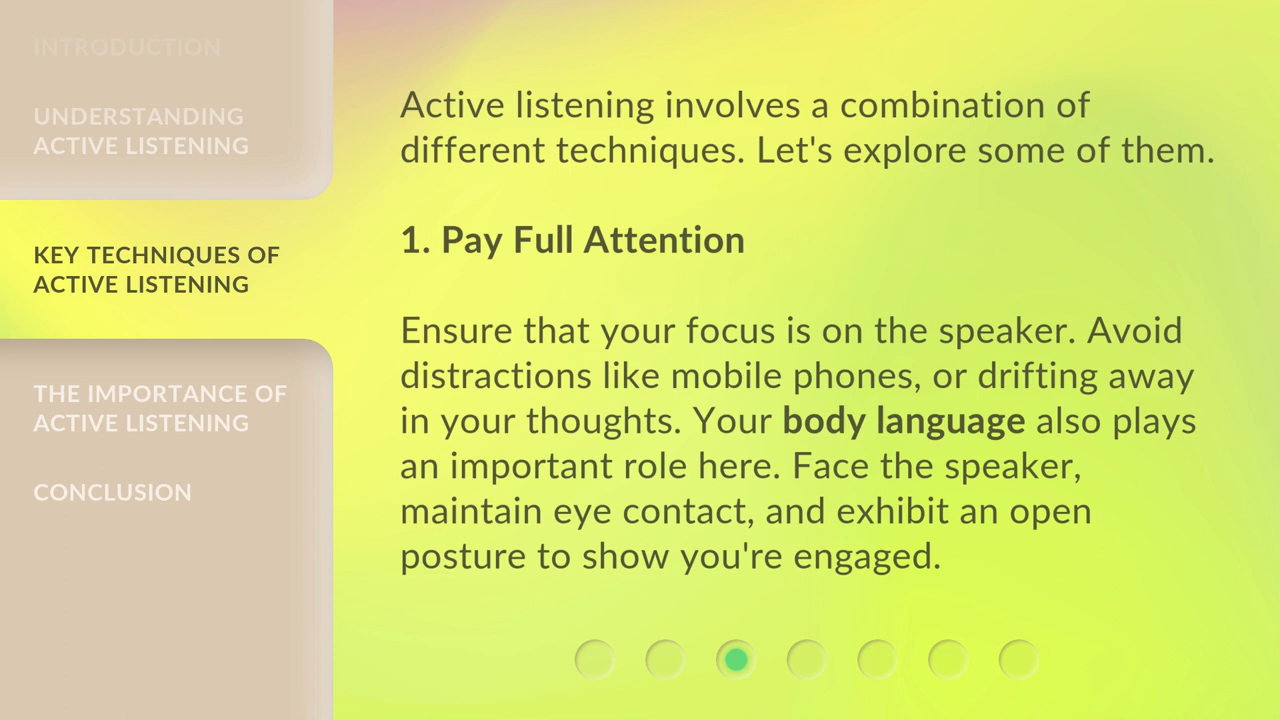 INTRODUCTION
UNDERSTANDING
ACTIVE LISTENING
KEY TECHNIQUES OF
ACTIVE LISTENING
THE IMPORTANCE OF
ACTIVE LISTENING
CONCLUSION
Active listening involves a combination of
different techniques. Let's explore some of them.
1. Pay Full Attention
Ensure that your focus is on the speaker. Avoid
distractions like mobile phones, or drifting away
in your thoughts. Your body language also plays
an important role here. Face the speaker,
maintain eye contact, and exhibit an open
posture to show you're engaged.